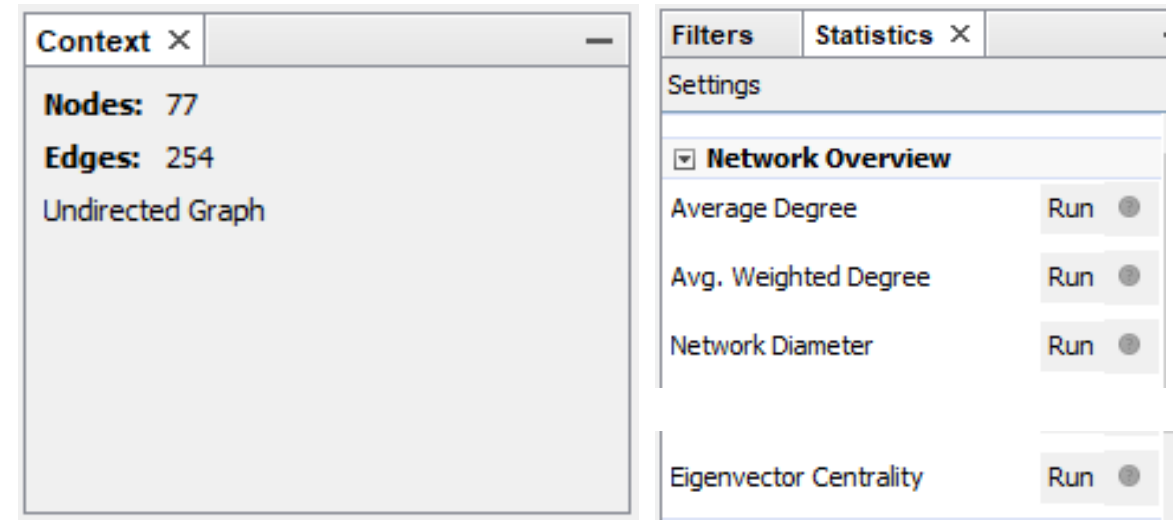 Context
Nodes: 77
Edges: 254
Undirected Graph
Filters Statistics
Settings
Network Overview
Average Degree Run
Avg. Weighted Degree Run
Network Diameter Run
Eigenvector Centrality Run